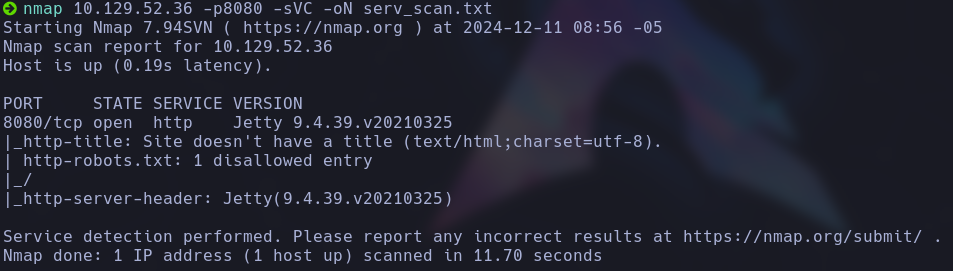 nmap 10.129.52.36 -p8080 -sVC -oN serv_scan.txt
Starting Nmap 7.94SVN ( https://nmap.org ) at 2024-12-11 08:56 -05
Nmap scan report for 10.129.52.36
Host is up (0.19s latency).

PORT     STATE SERVICE VERSION
8080/tcp open  http    Jetty 9.4.39.v20210325
|_http-title: Site doesn't have a title (text/html;charset=utf-8).
| http-robots.txt: 1 disallowed entry
|_/
|_http-server-header: Jetty(9.4.39.v20210325)

Service detection performed. Please report any incorrect results at https://nmap.org/submit/ .
Nmap done: 1 IP address (1 host up) scanned in 11.70 seconds